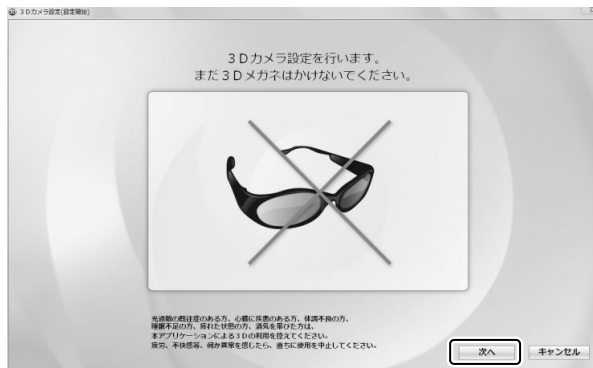 3Dカメラ設定(設定開始)
3Dカメラ設定を行います。
まだ3Dメガネはかけないでください。
光過敏の既往症のある方、心臓に疾患のある方、体調不良の方、
睡眠不足の方、疲れた状態の方、酒気を帯びた方は、
本アプリケーションによる3Dの利用を控えてください。
疲労、不快感等、何か異常を感じたら、直ちに使用を中止してください。
次へ
キャンセル